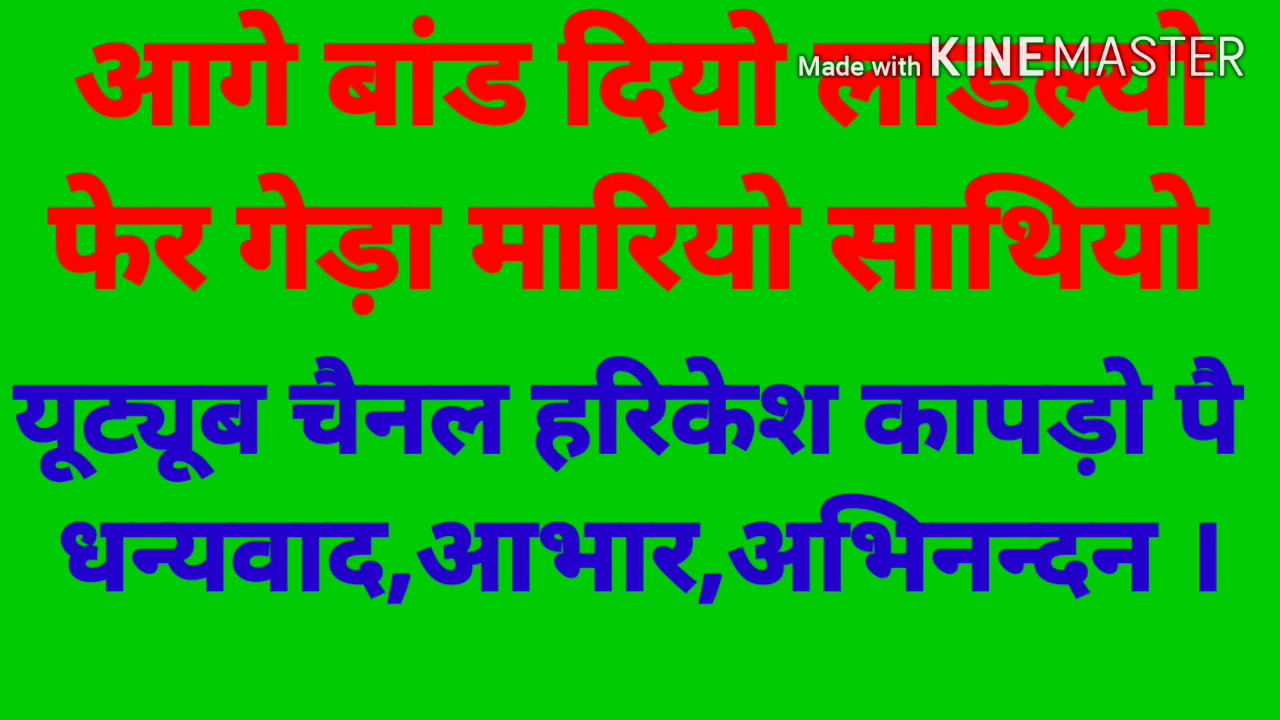 आगे बांड दियो लाडल्यो
Made with KINEMASTER
फेर गेड़ा मारियो साथियो
यूट्यूब चैनल हरिकेश कापड़ो पै
धन्यवाद,आभार,अभिनन्दन ।